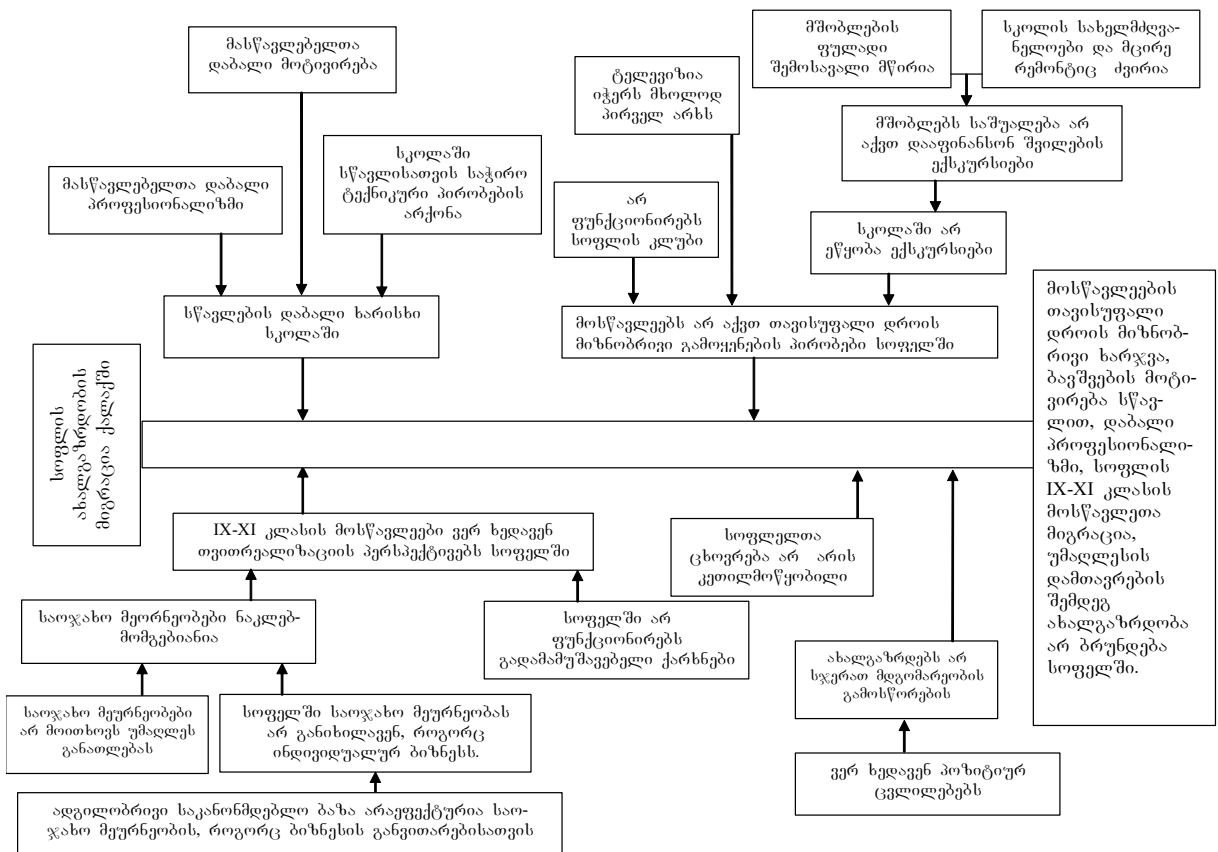 მასწავლებელთა
დაბალი მოტივირება
ტელევიზია
იჭერს მხოლოდ
პირველ არხს
მშობლების
ფულადი
შემოსავალი მწირია
სკოლის სახელმძღვა-
ნელოები და მცირე
რემონტიც ძვირია
მშობლებს საშუალება არ
აქვთ დააფინანსონ შვილების
ექსკურსიები
მასწავლებელთა დაბალი
პროფესიონალიზმი
სკოლაში
სწავლისათვის საჭირო
ტექნიკური პირობების
არქონა
არ
ფუნქციონირებს
სოფლის კლუბი
სკოლაში არ
ეწყობა ექსკურსიები
სწავლების დაბალი ხარისხი
სკოლაში
მოსწავლეებს არ აქვთ თავისუფალი დროის
მიზნობრივი გამოყენების პირობები სოფელში
სოფლის
ახალგაზრდობის
მიგრაცია ქალაქში
მოსწავლეების
თავისუფალი
დროის მიზნობ-
რივი ხარჯვა,
ბავშვების მოტი-
ვირება სწავ-
ლით, დაბალი
პროფესიონალი-
ზმი, სოფლის
IX-XI კლასის
მოსწავლეთა
მიგრაცია,
უმაღლესის
დამთავრების
შემდეგ
ახალგაზრდობა
არ ბრუნდება
სოფელში.
IX-XI კლასის მოსწავლეები ვერ ხედავენ
თვითრეალიზაციის პერსპექტივებს სოფელში
სოფლელთა
ცხოვრება არ არის
კეთილმოწყობილი
საოჯახო მეორნეობები ნაკლებ-
მომგებიანია
სოფელში არ
ფუნქციონირებს
გადამამუშავებელი ქარხნები
ახალგაზრდებს არ
სჯერათ მდგომარეობის
გამოსწორების
საოჯახო მეურნეობები
არ მოითხოვს უმაღლეს
განათლებას
სოფელში საოჯახო მეურნეობას
არ განიხილავენ, როგორც
ინდივიდუალურ ბიზნესს.
ვერ ხედავენ პოზიტიურ
ცვლილებებს
ადგილობრივი საკანონმდებლო ბაზა არაეფექტურია საო-
ჯახო მეურნეობის, როგორც ბიზნესის განვითარებისათვის